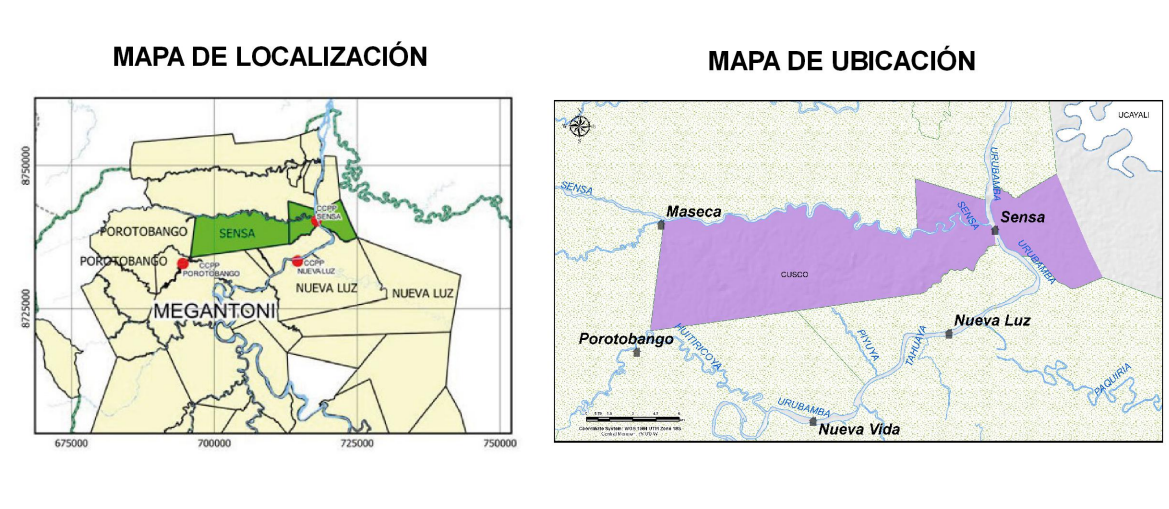 MAPA DE LOCALIZACIÓN
8750000
8725000
POROTOBANGO
SENSA
CCPP
SENSA
POROTOBANGO
CCPP
POROTOBANGO
CCPP
NUEVA LUZ
NUEVA LUZ
NUEVA LUZ
MEGANTONI
675000
700000
725000
750000
MAPA DE UBICACIÓN
UCAYALI
SENSA
URUBAMBA
Maseca
SENSA
Sensa
URUBAMBA
CUSCO
Porotobango
HUITIRICOYA
PIYUYA
TAHUAYA
Nueva Luz
PAQUIRIA
URUBAMBA
Nueva Vida